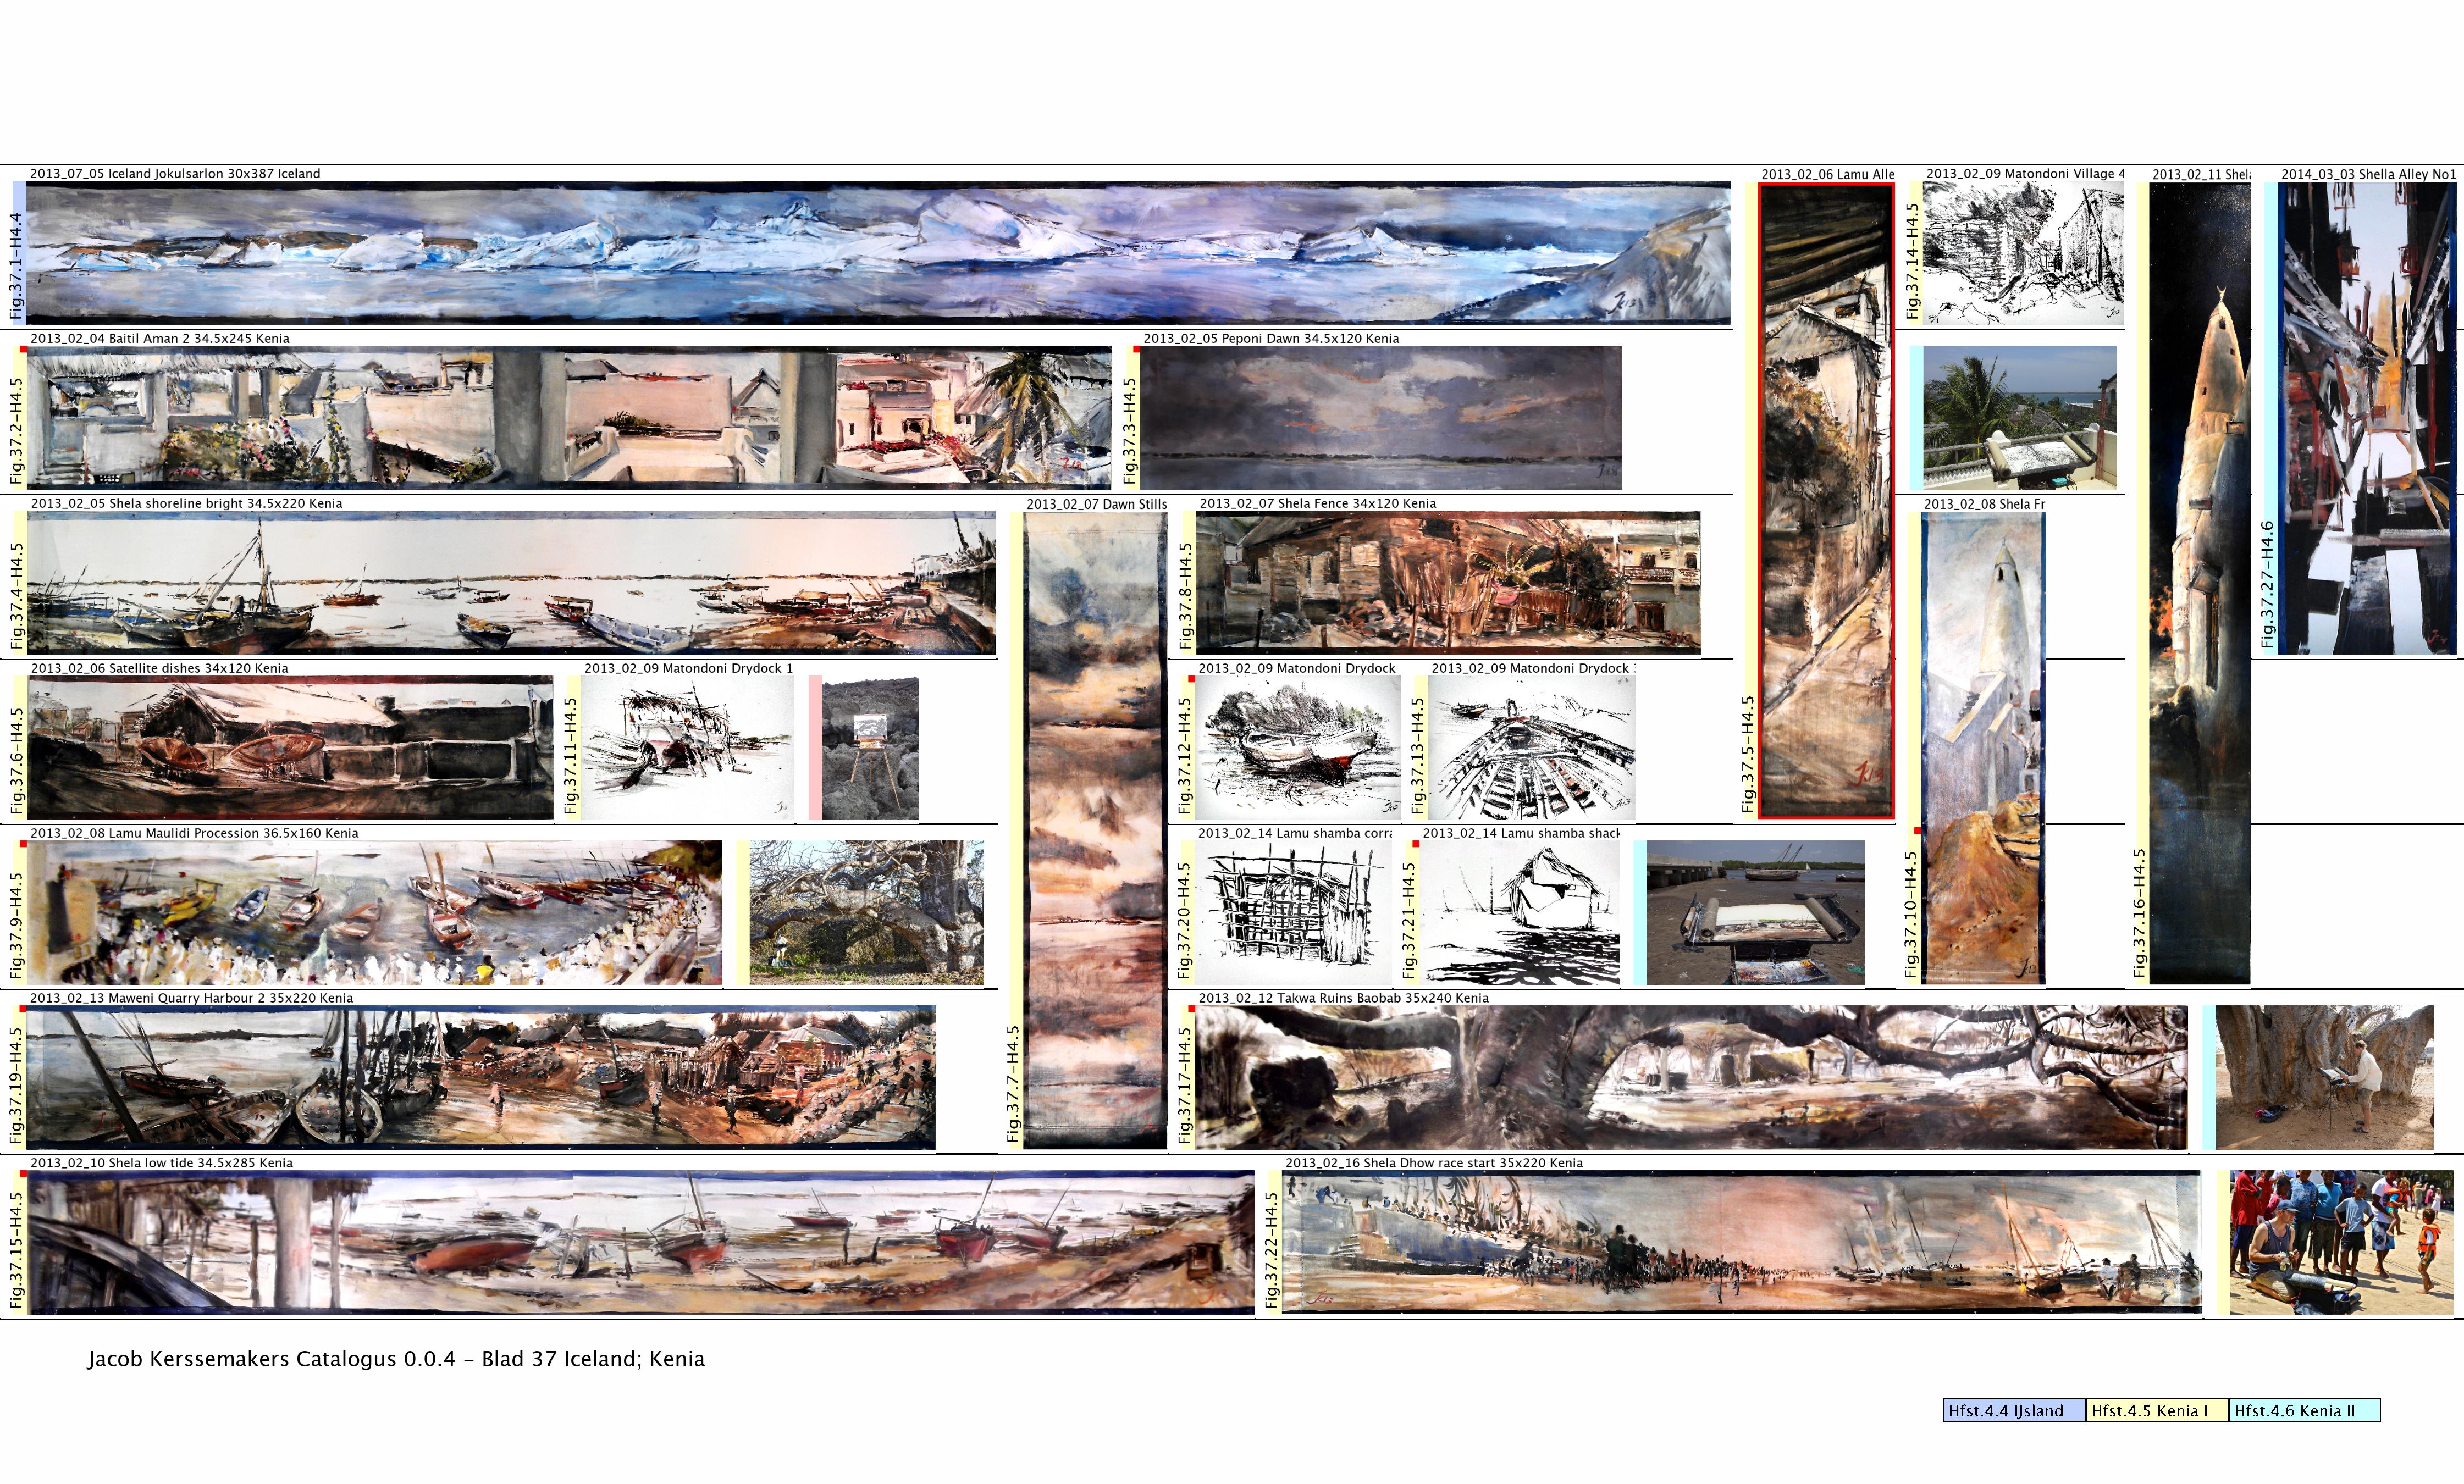 2013_07_05 Iceland Jokulsarlon 30x387 Iceland
Fig.37.1-H4.4
2013_02_06 Lamu Alle
Fig.37.5-H4.5
2013_02_09 Matondoni Village 4
Fig.37.14-H4.5
2013_02_11 Shela
Fig.37.16-H4.5
2014_03_03 Shella Alley No1
Fig.37.27-H4.6
2013_02_04 Baitil Aman 2 34.5x245 Kenia
Fig.37.2-H4.5
2013_02_05 Peponi Dawn 34.5x120 Kenia
Fig.37.3-H4.5
2013_02_05 Shela shoreline bright 34.5x220 Kenia
Fig.37.4-H4.5
2013_02_07 Dawn Stills
Fig.37.7-H4.5
2013_02_07 Shela Fence 34x120 Kenia
Fig.37.8-H4.5
2013_02_08 Shela Fr
Fig.37.10-H4.5
2013_02_06 Satellite dishes 34x120 Kenia
Fig.37.6-H4.5
2013_02_09 Matondoni Drydock 1
Fig.37.11-H4.5
2013_02_09 Matondoni Drydock
Fig.37.12-H4.5
2013_02_09 Matondoni Drydock
Fig.37.13-H4.5
2013_02_08 Lamu Maulidi Procession 36.5x160 Kenia
Fig.37.9-H4.5
2013_02_14 Lamu shamba corra
Fig.37.20-H4.5
2013_02_14 Lamu shamba shack
Fig.37.21-H4.5
2013_02_13 Maweni Quarry Harbour 2 35x220 Kenia
Fig.37.19-H4.5
2013_02_12 Takwa Ruins Baobab 35x240 Kenia
Fig.37.17-H4.5
2013_02_10 Shela low tide 34.5x285 Kenia
Fig.37.15-H4.5
2013_02_16 Shela Dhow race start 35x220 Kenia
Fig.37.22-H4.5
Jacob Kerssemakers Catalogus 0.0.4 - Blad 37 Iceland; Kenia
Hfst.4.4 IJsland
Hfst.4.5 Kenia I
Hfst.4.6 Kenia II